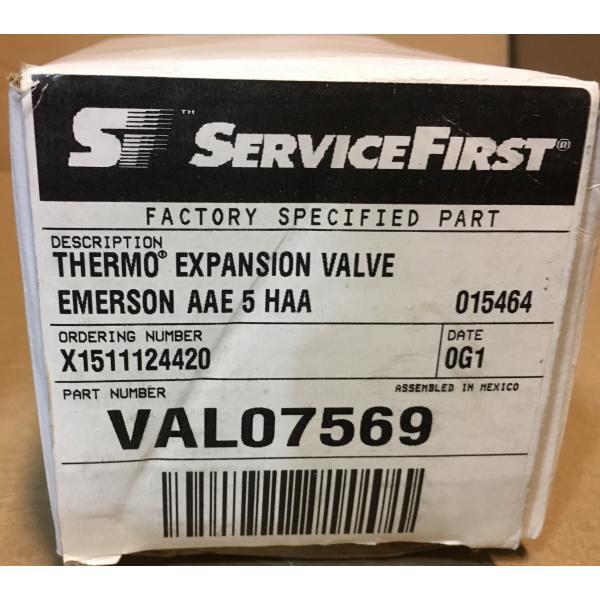 SF™ SERVICEFIRST®
FACTORY SPECIFIED PART
DESCRIPTION
THERMO® EXPANSION VALVE
EMERSON AAE 5 HAA 015464
ORDERING NUMBER DATE
X1511124420 0G1
PART NUMBER ASSEMBLED IN MEXICO
VAL07569